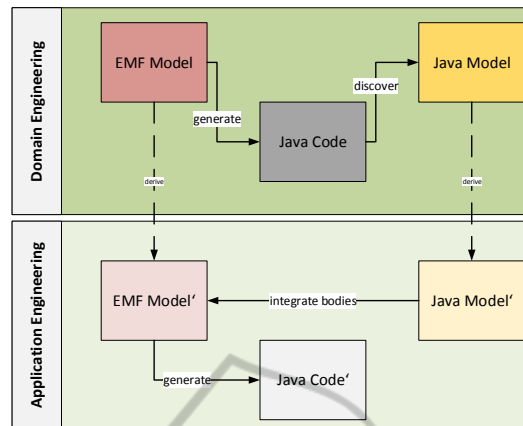 Domain Engineering
EMF Model
Java Model
generate
discover
Java Code
derive
derive
Application Engineering
EMF Model‘
integrate bodies
Java Model‘
generate
Java Code‘